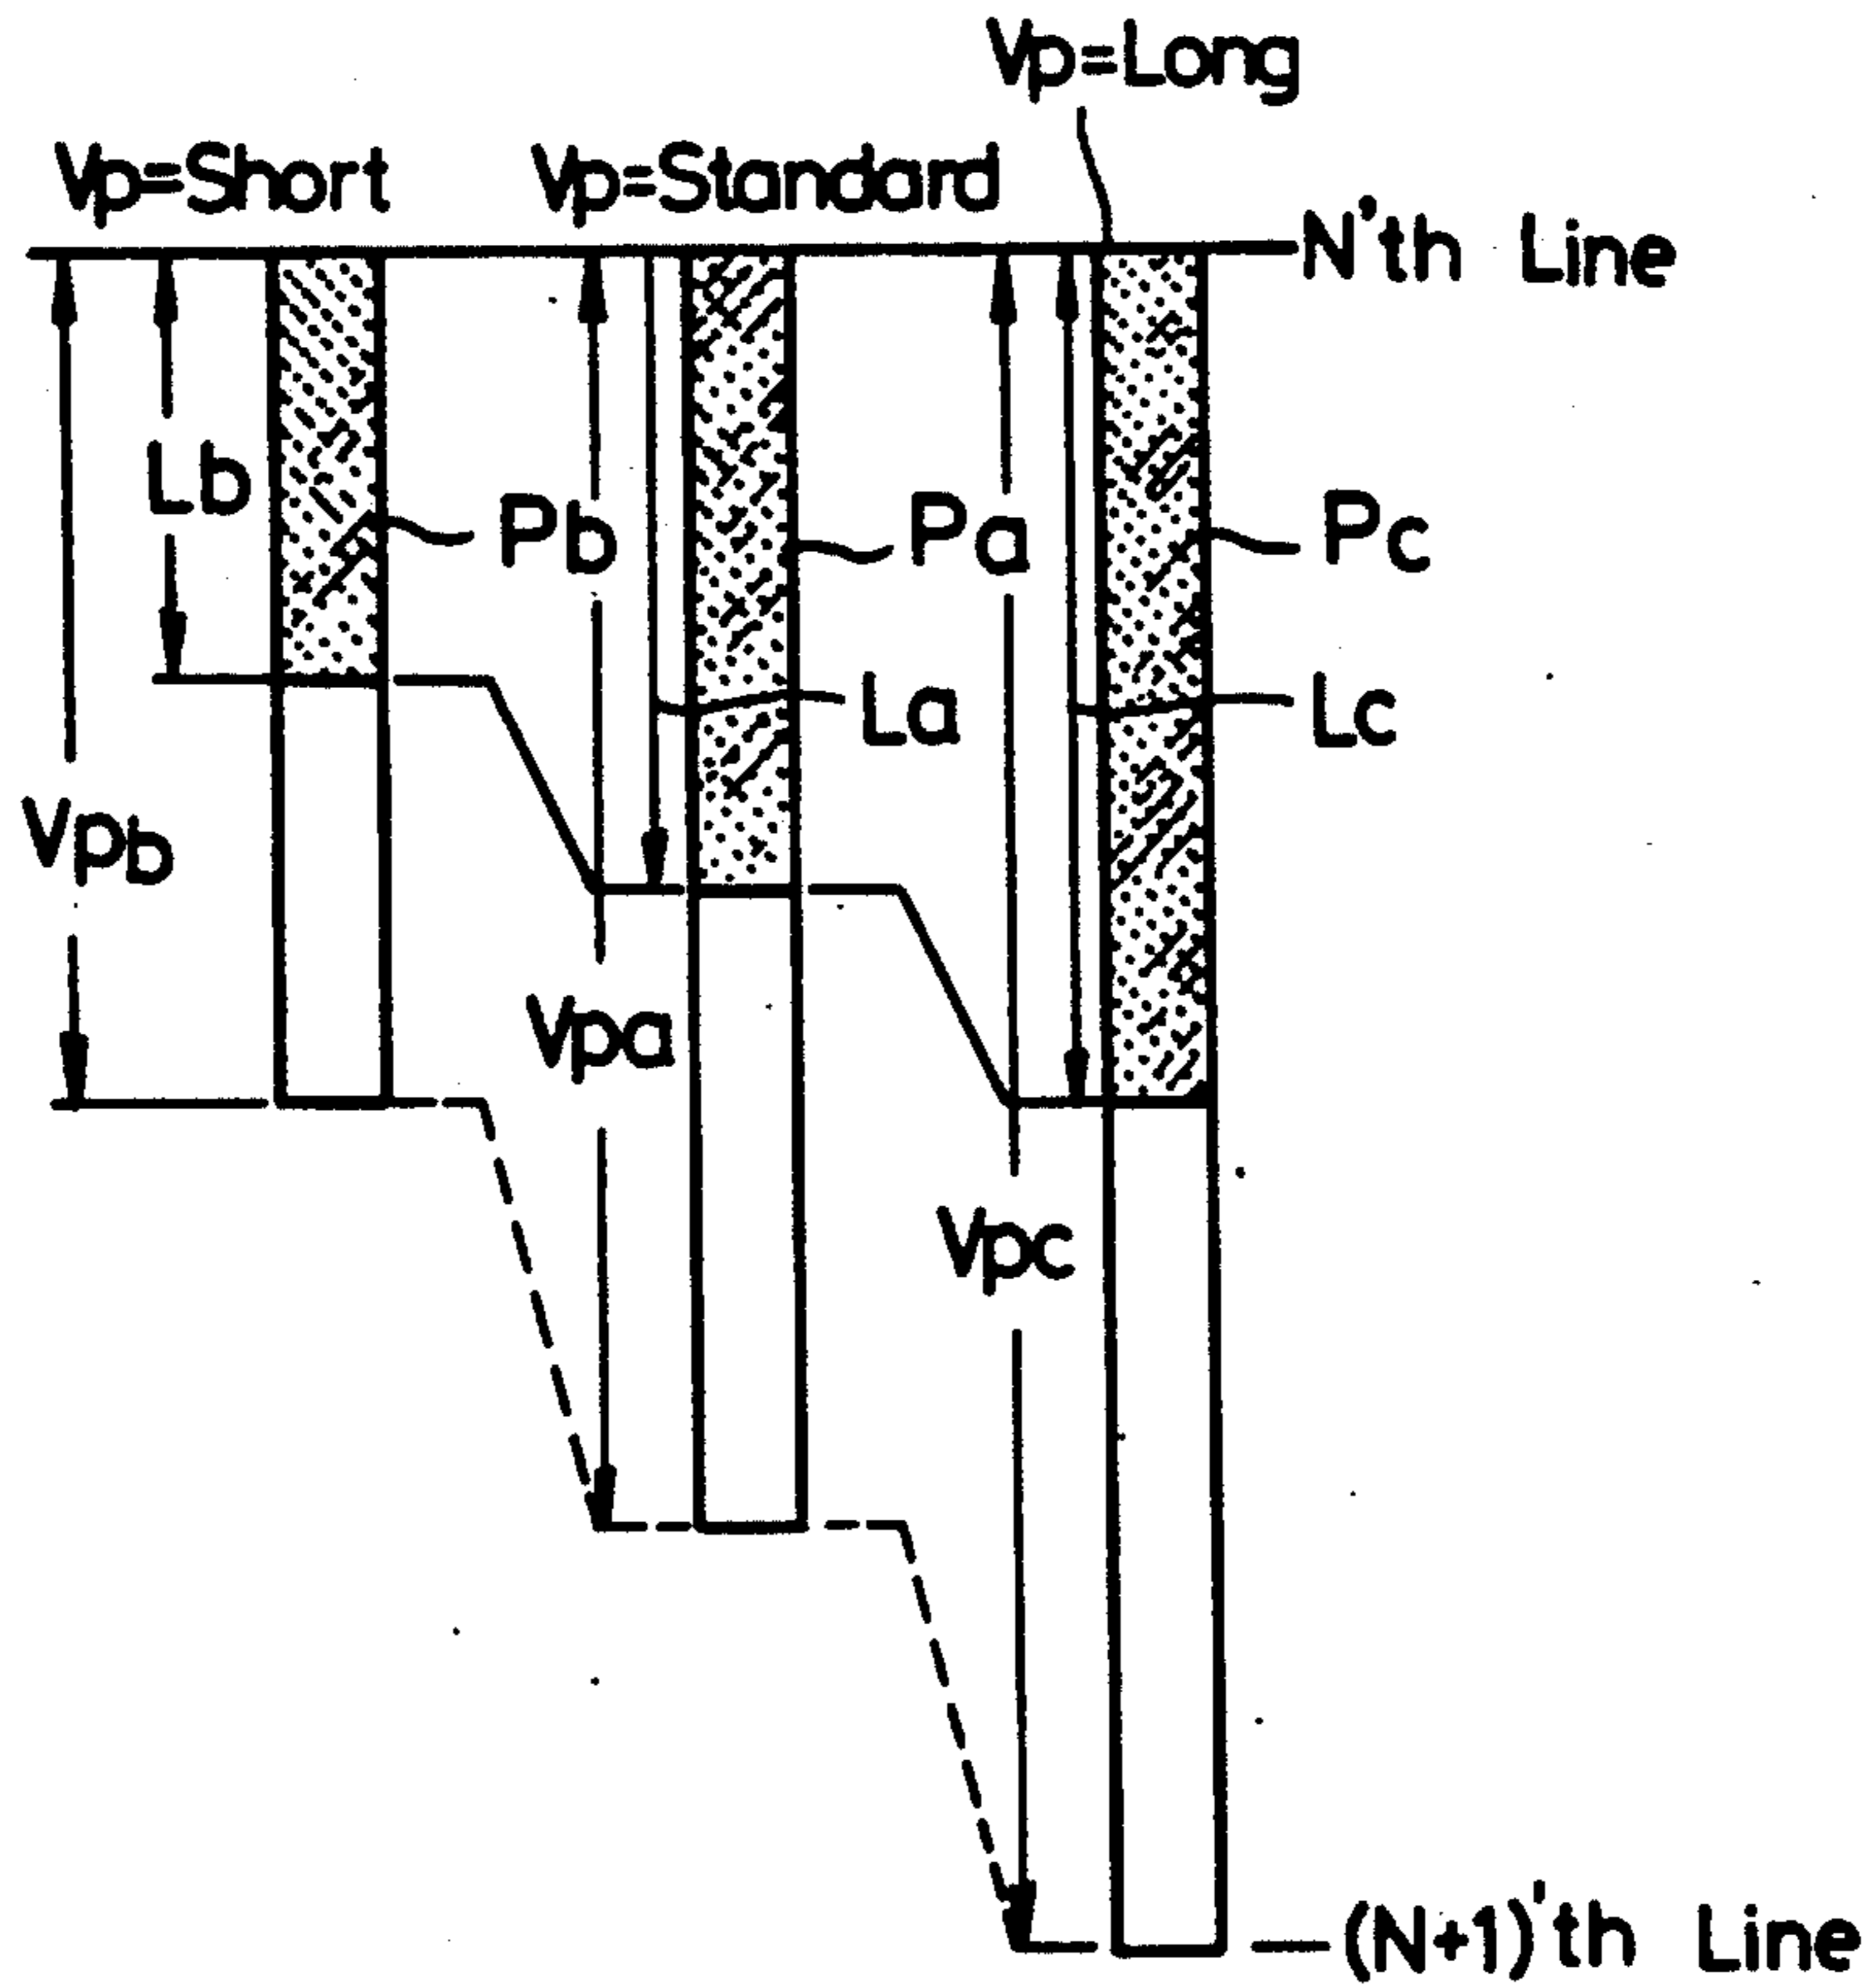 Vp=Long
Vp=Short
Vp=Standard
N'th Line
Lb
Pb
Pa
Pc
La
Lc
Vpb
Vpa
Vpc
(N+1)'th Line